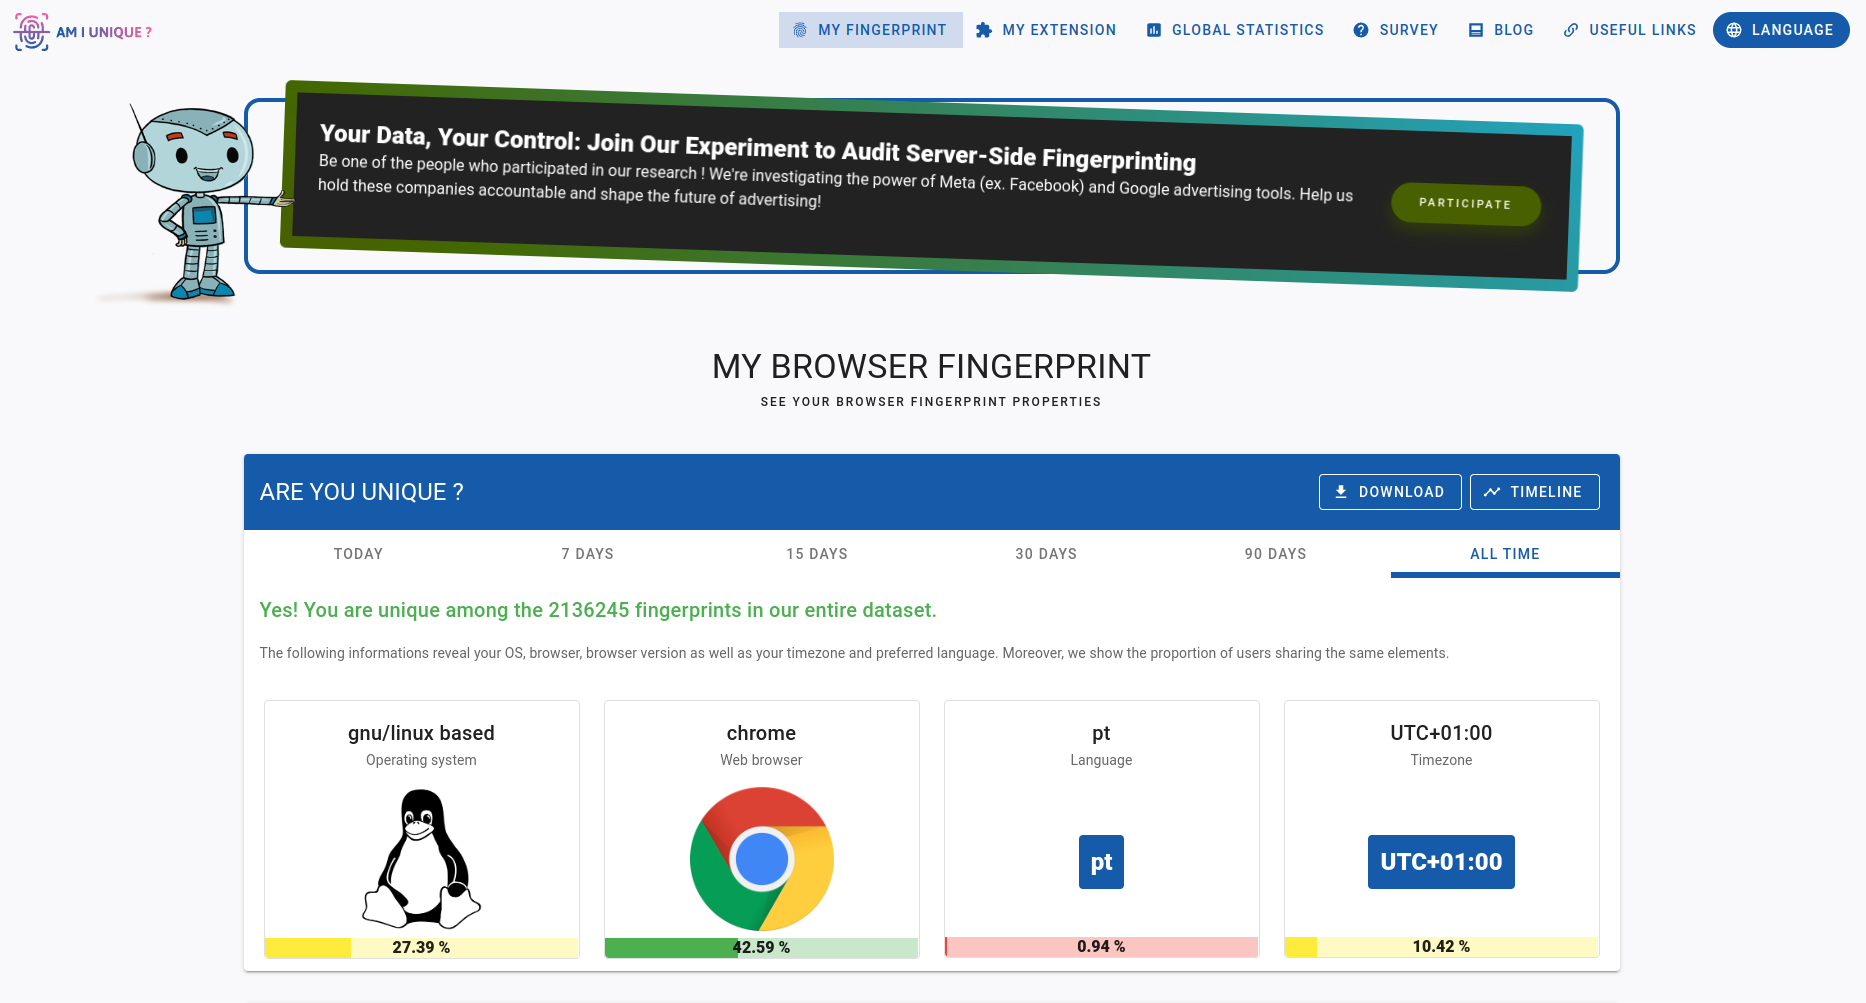 AM I UNIQUE ?
MY FINGERPRINT
MY EXTENSION
GLOBAL STATISTICS
SURVEY
BLOG
USEFUL LINKS
LANGUAGE
Your Data, Your Control: Join Our Experiment to Audit Server-Side Fingerprinting
Be one of the people who participated in our research ! We're investigating the power of Meta (ex. Facebook) and Google advertising tools. Help us
hold these companies accountable and shape the future of advertising!
PARTICIPATE
MY BROWSER FINGERPRINT
SEE YOUR BROWSER FINGERPRINT PROPERTIES
ARE YOU UNIQUE ?
DOWNLOAD
TIMELINE
TODAY
7 DAYS
15 DAYS
30 DAYS
90 DAYS
ALL TIME
Yes! You are unique among the 2136245 fingerprints in our entire dataset.
The following informations reveal your OS, browser, browser version as well as your timezone and preferred language. Moreover, we show the proportion of users sharing the same elements.
gnu/linux based
Operating system
27.39 %
chrome
Web browser
42.59 %
pt
Language
pt
0.94 %
UTC+01:00
Timezone
UTC+01:00
10.42 %